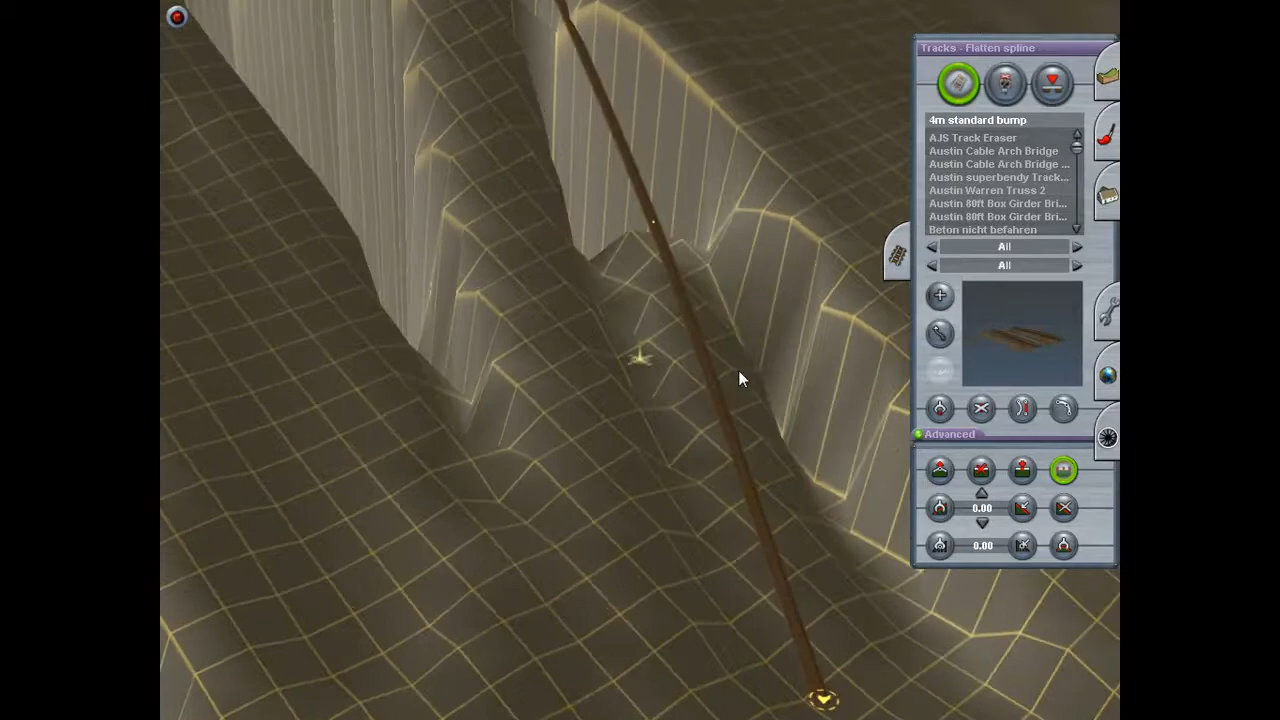 Tracks - Flatten spline
4m standard bump
AJS Track Eraser
Austin Cable Arch Bridge
Austin Cable Arch Bridge ...
Austin superbendy Track...
Austin Warren Truss 2
Austin 80ft Box Girder Bri...
Austin 80ft Box Girder Bri...
Beton nicht befahren
All
All
Advanced
0.00
0.00